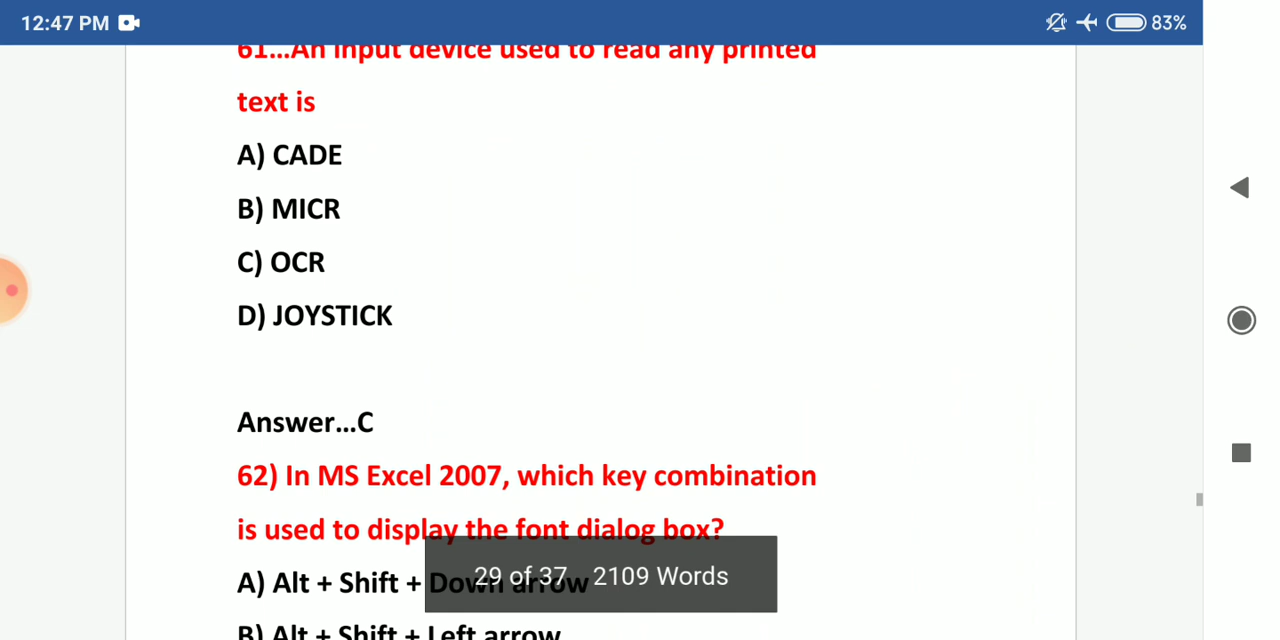 12:47 PM
83%
61...An input device used to read any printed
text is
A) CADE
B) MICR
C) OCR
D) JOYSTICK
Answer...C
62) In MS Excel 2007, which key combination
is used to display the font dialog box?
29 of 37 2109 Words
A) Alt + Shift + Down arrow
B) Alt + Shift + Left arrow